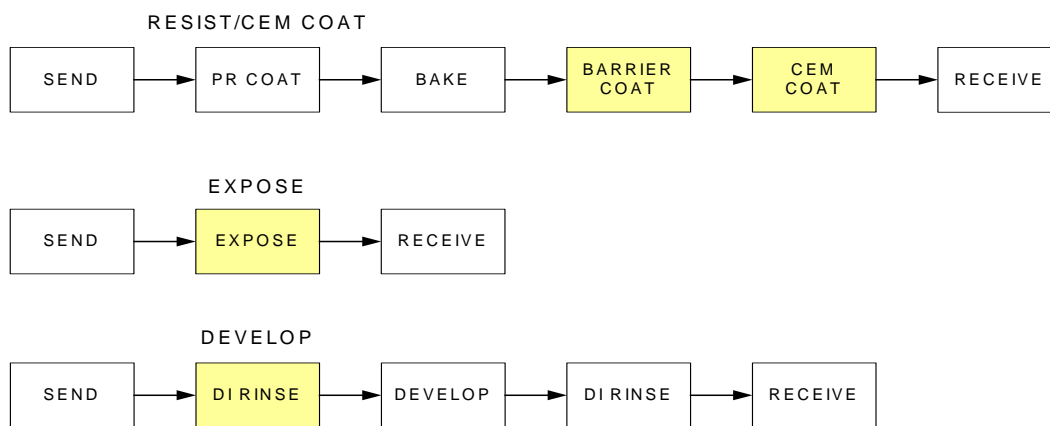 RESIST/CEM COAT
SEND PR COAT BAKE BARRIER COAT CEM COAT RECEIVE
EXPOSE
SEND EXPOSE RECEIVE
DEVELOP
SEND DI RINSE DEVELOP DI RINSE RECEIVE